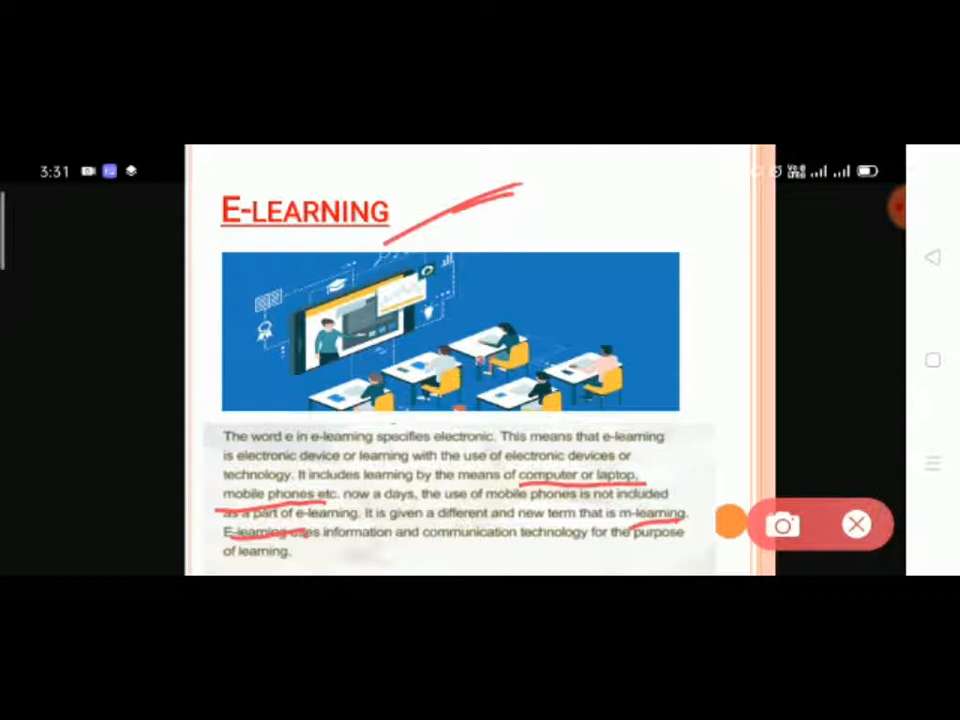 3:31
E-LEARNING
The word e in e-learning specifies electronic. This means that e-learning
is electronic device or learning with the use of electronic devices or
technology. It includes learning by the means of computer or laptop,
mobile phones etc. now a days, the use of mobile phones is not included
as a part of e-learning. It is given a different and new term that is m-learning.
E-learning uses information and communication technology for the purpose
of learning.